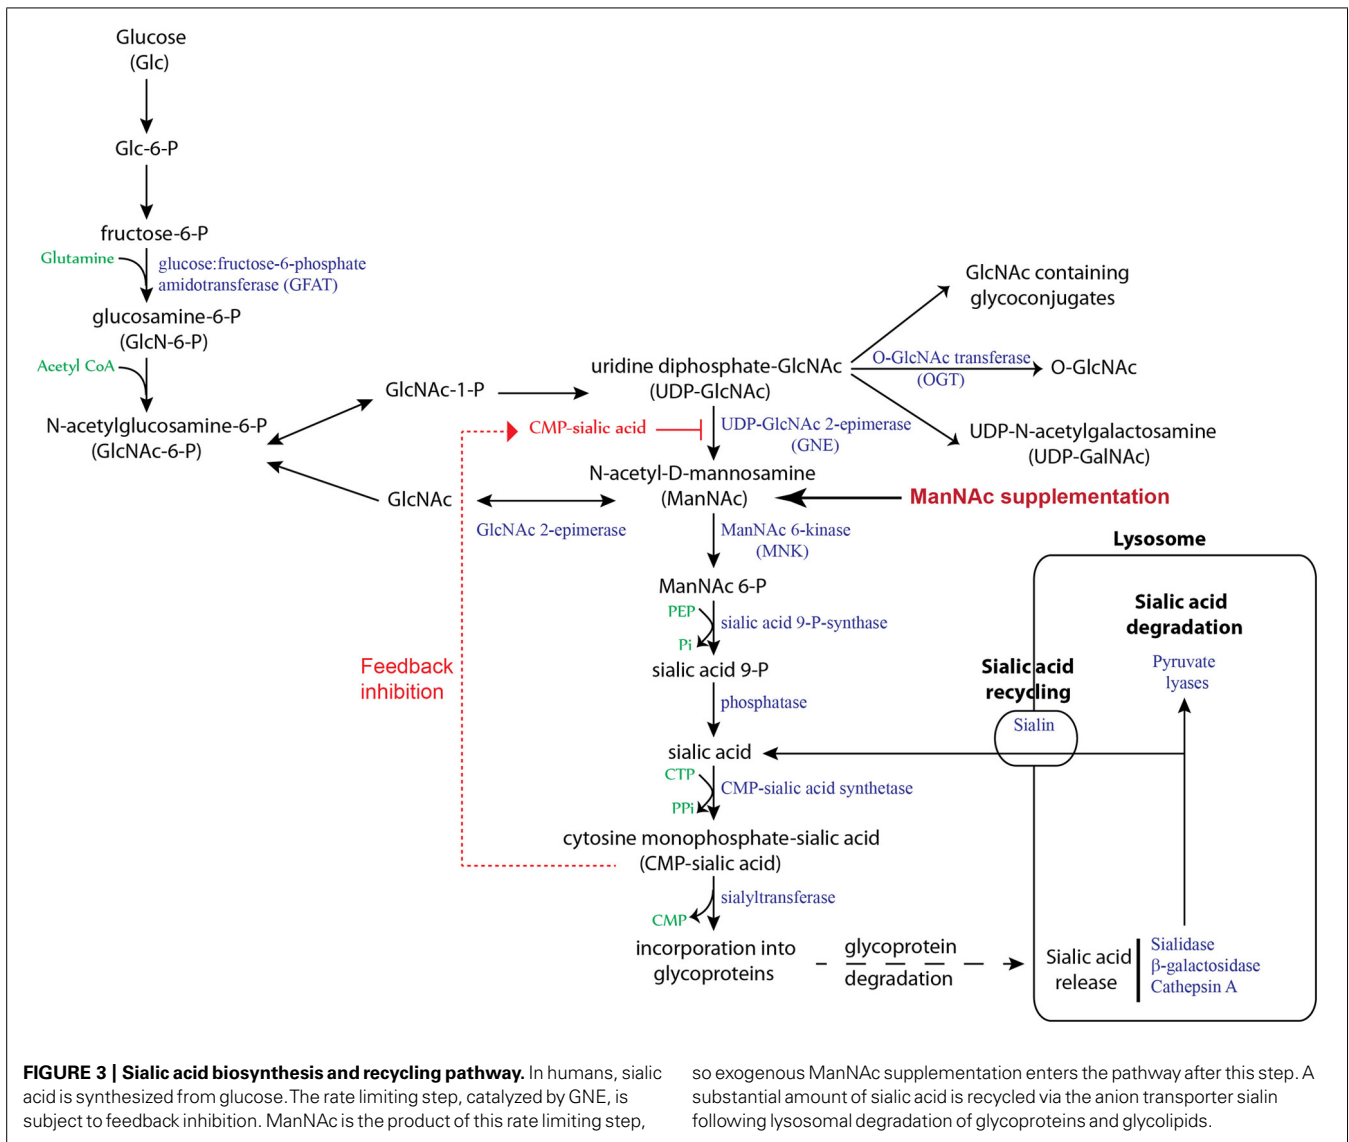 Glucose
(Glc)
Glc-6-P
fructose-6-P
Glutamine
glucose:fructose-6-phosphate
amidotransferase (GFAT)
glucosamine-6-P
(GlcN-6-P)
Acetyl CoA
N-acetylglucosamine-6-P
(GlcNAc-6-P)
GlcNAc-1-P
GlcNAc
uridine diphosphate-GlcNAc
(UDP-GlcNAc)
GlcNAc containing
glycoconjugates
O-GlcNAc transferase
(OGT)
O-GlcNAc
UDP-N-acetylgalactosamine
(UDP-GalNAc)
CMP-sialic acid
UDP-GlcNAc 2-epimerase
(GNE)
N-acetyl-D-mannosamine
(ManNAc)
ManNAc supplementation
GlcNAc 2-epimerase
ManNAc 6-kinase
(MNK)
ManNAc 6-P
PEP
Pi
sialic acid 9-P-synthase
sialic acid 9-P
phosphatase
Feedback
inhibition
sialic acid
CTP
PPi
CMP-sialic acid synthetase
cytosine monophosphate-sialic acid
(CMP-sialic acid)
CMP
sialyltransferase
incorporation into
glycoproteins
glycoprotein
degradation
Lysosome
Sialic acid
degradation
Pyruvate
lyases
Sialic acid
recycling
Sialin
Sialic acid
release
Sialidase
β-galactosidase
Cathepsin A
FIGURE 3 | Sialic acid biosynthesis and recycling pathway. In humans, sialic
acid is synthesized from glucose. The rate limiting step, catalyzed by GNE, is
subject to feedback inhibition. ManNAc is the product of this rate limiting step,
so exogenous ManNAc supplementation enters the pathway after this step. A
substantial amount of sialic acid is recycled via the anion transporter sialin
following lysosomal degradation of glycoproteins and glycolipids.